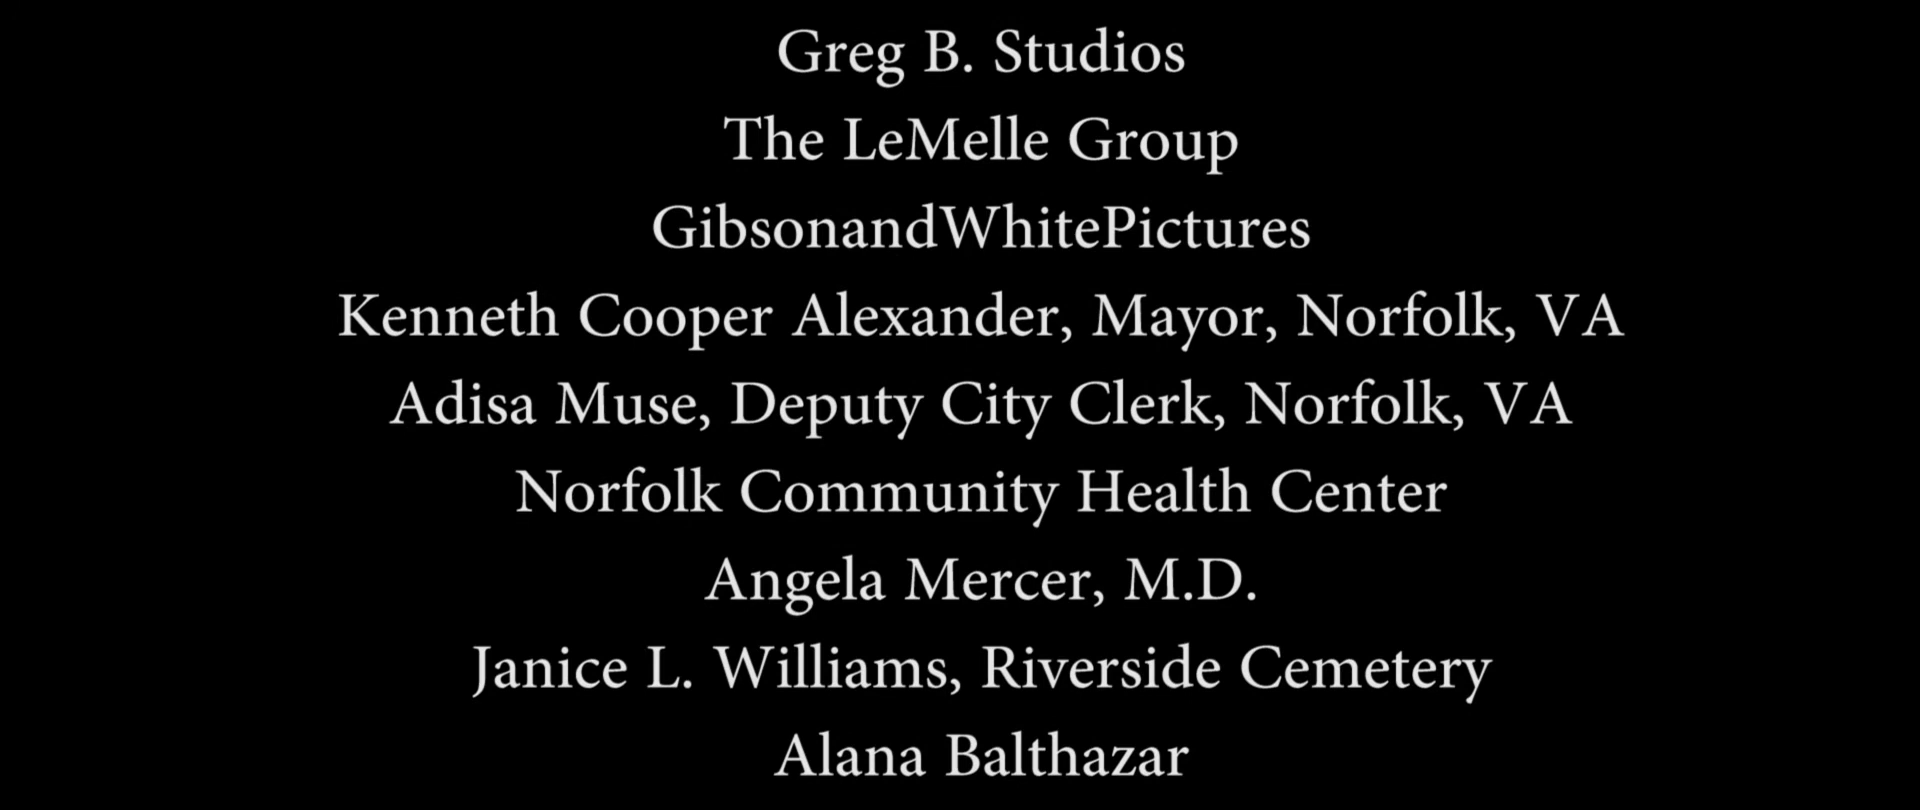 Greg B. Studios
The LeMelle Group
GibsonandWhitePictures
Kenneth Cooper Alexander, Mayor, Norfolk, VA
Adisa Muse, Deputy City Clerk, Norfolk, VA
Norfolk Community Health Center
Angela Mercer, M.D.
Janice L. Williams, Riverside Cemetery
Alana Balthazar